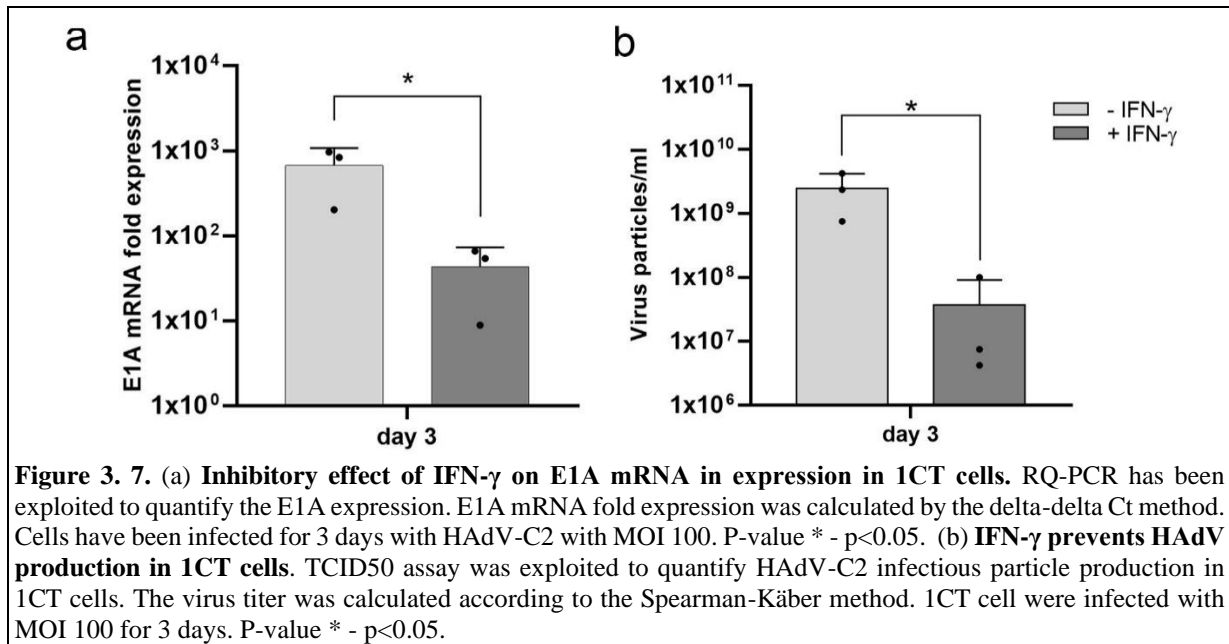 a
1x10⁴
1x10³
1x10²
1x10¹
1x10⁰
E1A mRNA fold expression
*
day 3
b
1x10¹¹
1x10¹⁰
1x10⁹
1x10⁸
1x10⁷
1x10⁶
Virus particles/ml
*
day 3
- IFN-γ
+ IFN-γ
Figure 3. 7. (a) Inhibitory effect of IFN-γ on E1A mRNA in expression in 1CT cells. RQ-PCR has been
exploited to quantify the E1A expression. E1A mRNA fold expression was calculated by the delta-delta Ct method.
Cells have been infected for 3 days with HAdV-C2 with MOI 100. P-value * - p<0.05. (b) IFN-γ prevents HAdV
production in 1CT cells. TCID50 assay was exploited to quantify HAdV-C2 infectious particle production in
1CT cells. The virus titer was calculated according to the Spearman-Käber method. 1CT cell were infected with
MOI 100 for 3 days. P-value * - p<0.05.